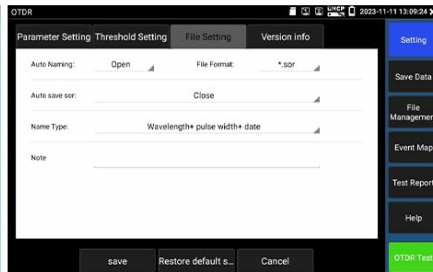 OTDR 2023-11-11 13:09:24
Parameter Setting Threshold Setting File Setting Version info
Auto Naming: Open File Format: *.sor
Auto save sor: Close
Name Type: Wavelength+ pulse width+ date
Note
save Restore default s... Cancel
Setting
Save Data
File
Managemen
Event Map
Test Report
Help
OTDR Test